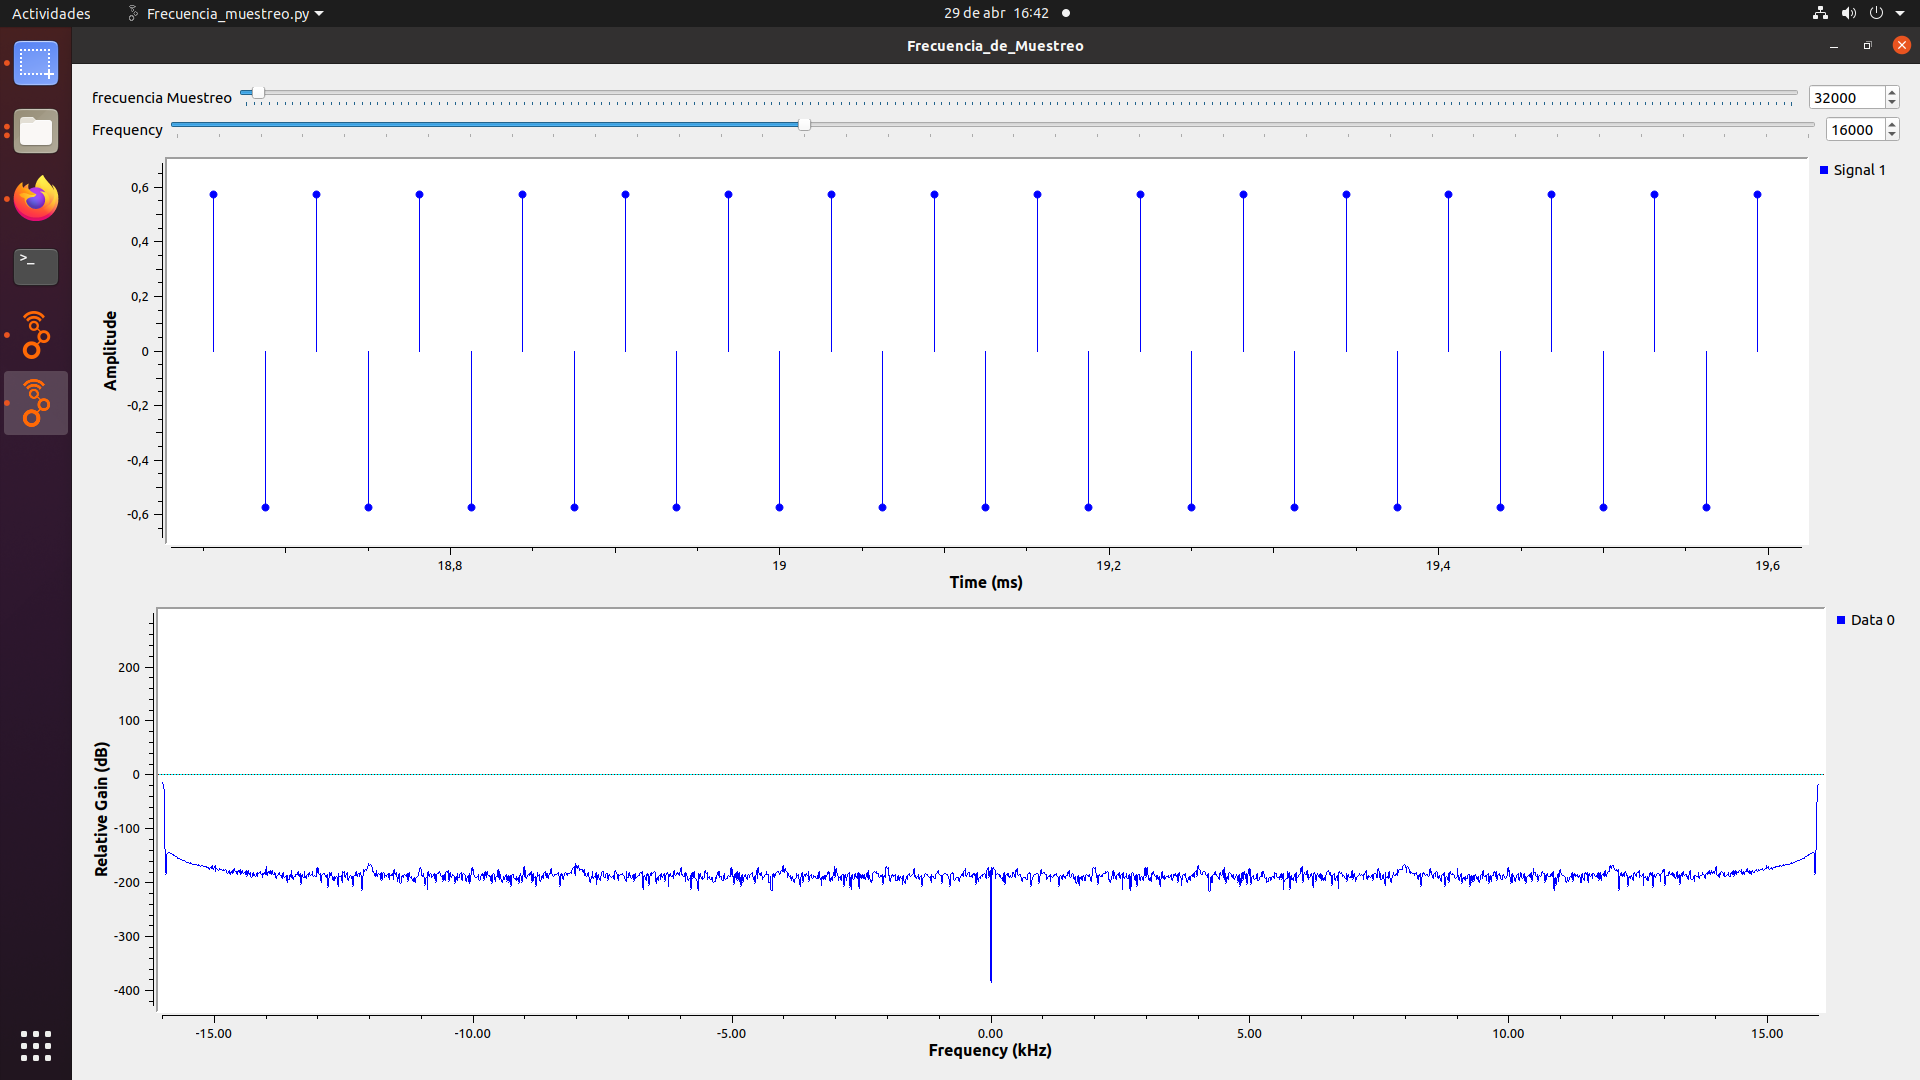 Actividades Frecuencia_muestreo.py 29 de abr 16:42
Frecuencia_de_Muestreo
frecuencia Muestreo 32000
Frequency 16000
Signal 1
0,6
0,4
0,2
0
-0,2
-0,4
-0,6
Amplitude
18,8 19 19,2 19,4 19,6
Time (ms)
Data 0
200
100
0
-100
-200
-300
-400
Relative Gain (dB)
-15.00 -10.00 -5.00 0.00 5.00 10.00 15.00
Frequency (kHz)